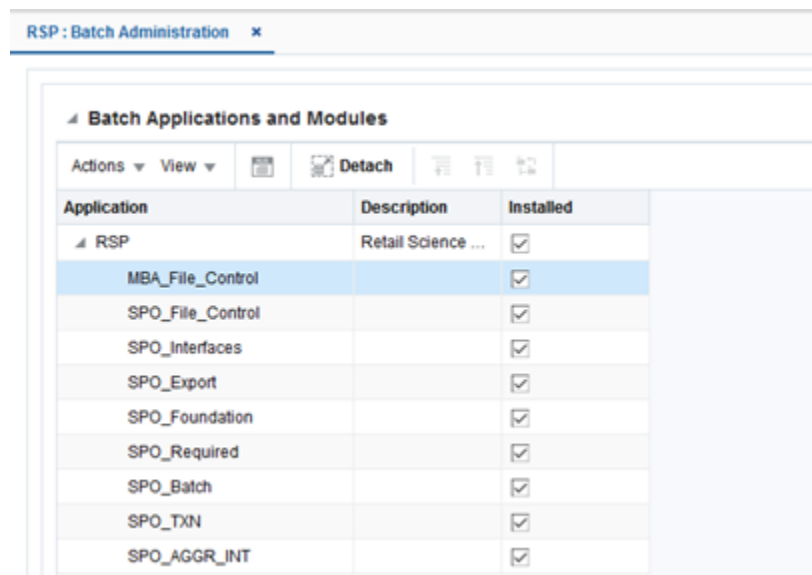 RSP : Batch Administration ×
Batch Applications and Modules
Actions View Detach
Application Description Installed
RSP Retail Science ...
MBA_File_Control
SPO_File_Control
SPO_Interfaces
SPO_Export
SPO_Foundation
SPO_Required
SPO_Batch
SPO_TXN
SPO_AGGR_INT